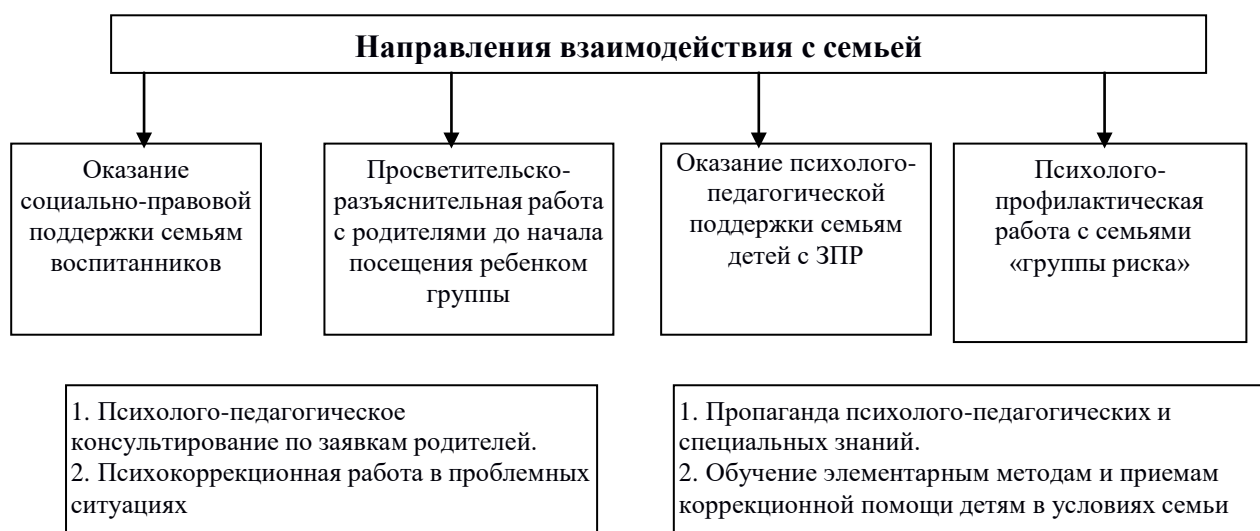 Направления взаимодействия с семьей
Оказание
социально-правовой
поддержки семьям
воспитанников
Просветительско-
разъяснительная работа
с родителями до начала
посещения ребенком
группы
Оказание психолого-
педагогической
поддержки семьям
детей с ЗПР
Психолого-
профилактическая
работа с семьями
«группы риска»
1. Психолого-педагогическое
консультирование по заявкам родителей.
2. Психокоррекционная работа в проблемных
ситуациях
1. Пропаганда психолого-педагогических и
специальных знаний.
2. Обучение элементарным методам и приемам
коррекционной помощи детям в условиях семьи